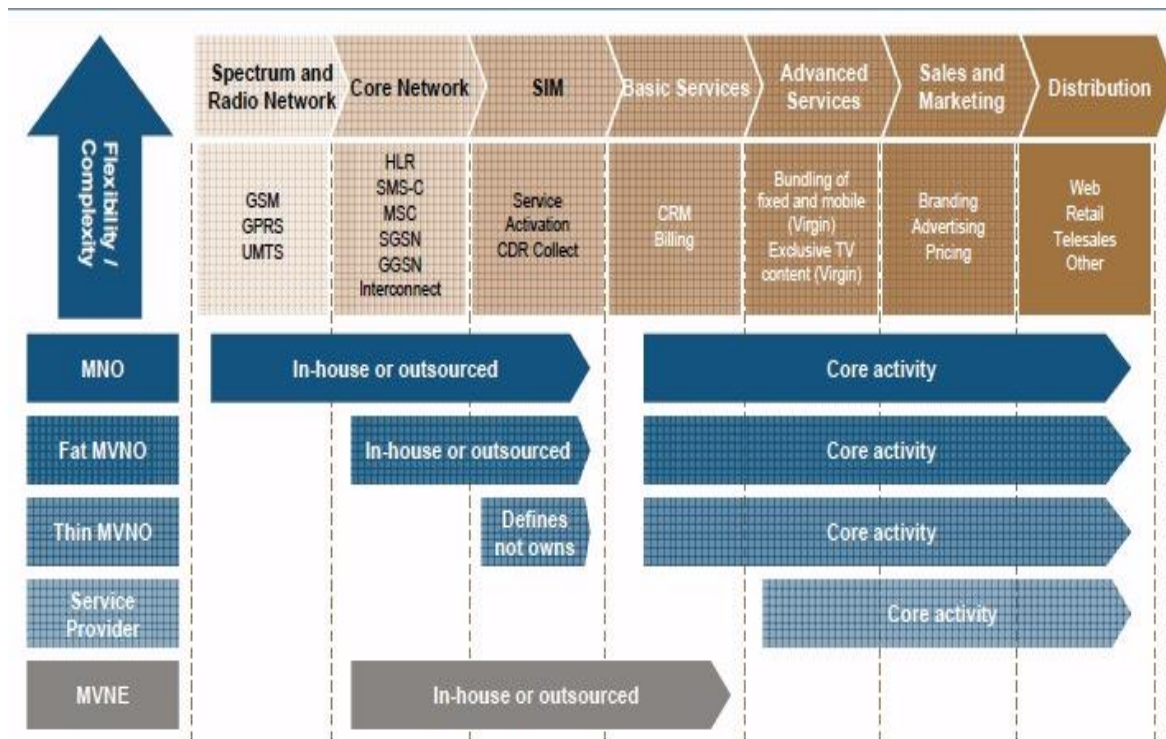 Flexibility /
Complexity
Spectrum and
Radio Network
Core Network
SIM
Basic Services
Advanced
Services
Sales and
Marketing
Distribution
GSM
GPRS
UMTS
HLR
SMS-C
MSC
SGSN
GGSN
Interconnect
Service
Activation
CDR Collect
CRM
Billing
Bundling of
fixed and mobile
(Virgin)
Exclusive TV
content (Virgin)
Branding
Advertising
Pricing
Web
Retail
Telesales
Other
MNO
In-house or outsourced
Core activity
Fat MVNO
In-house or outsourced
Core activity
Thin MVNO
Defines
not owns
Core activity
Service
Provider
Core activity
MVNE
In-house or outsourced